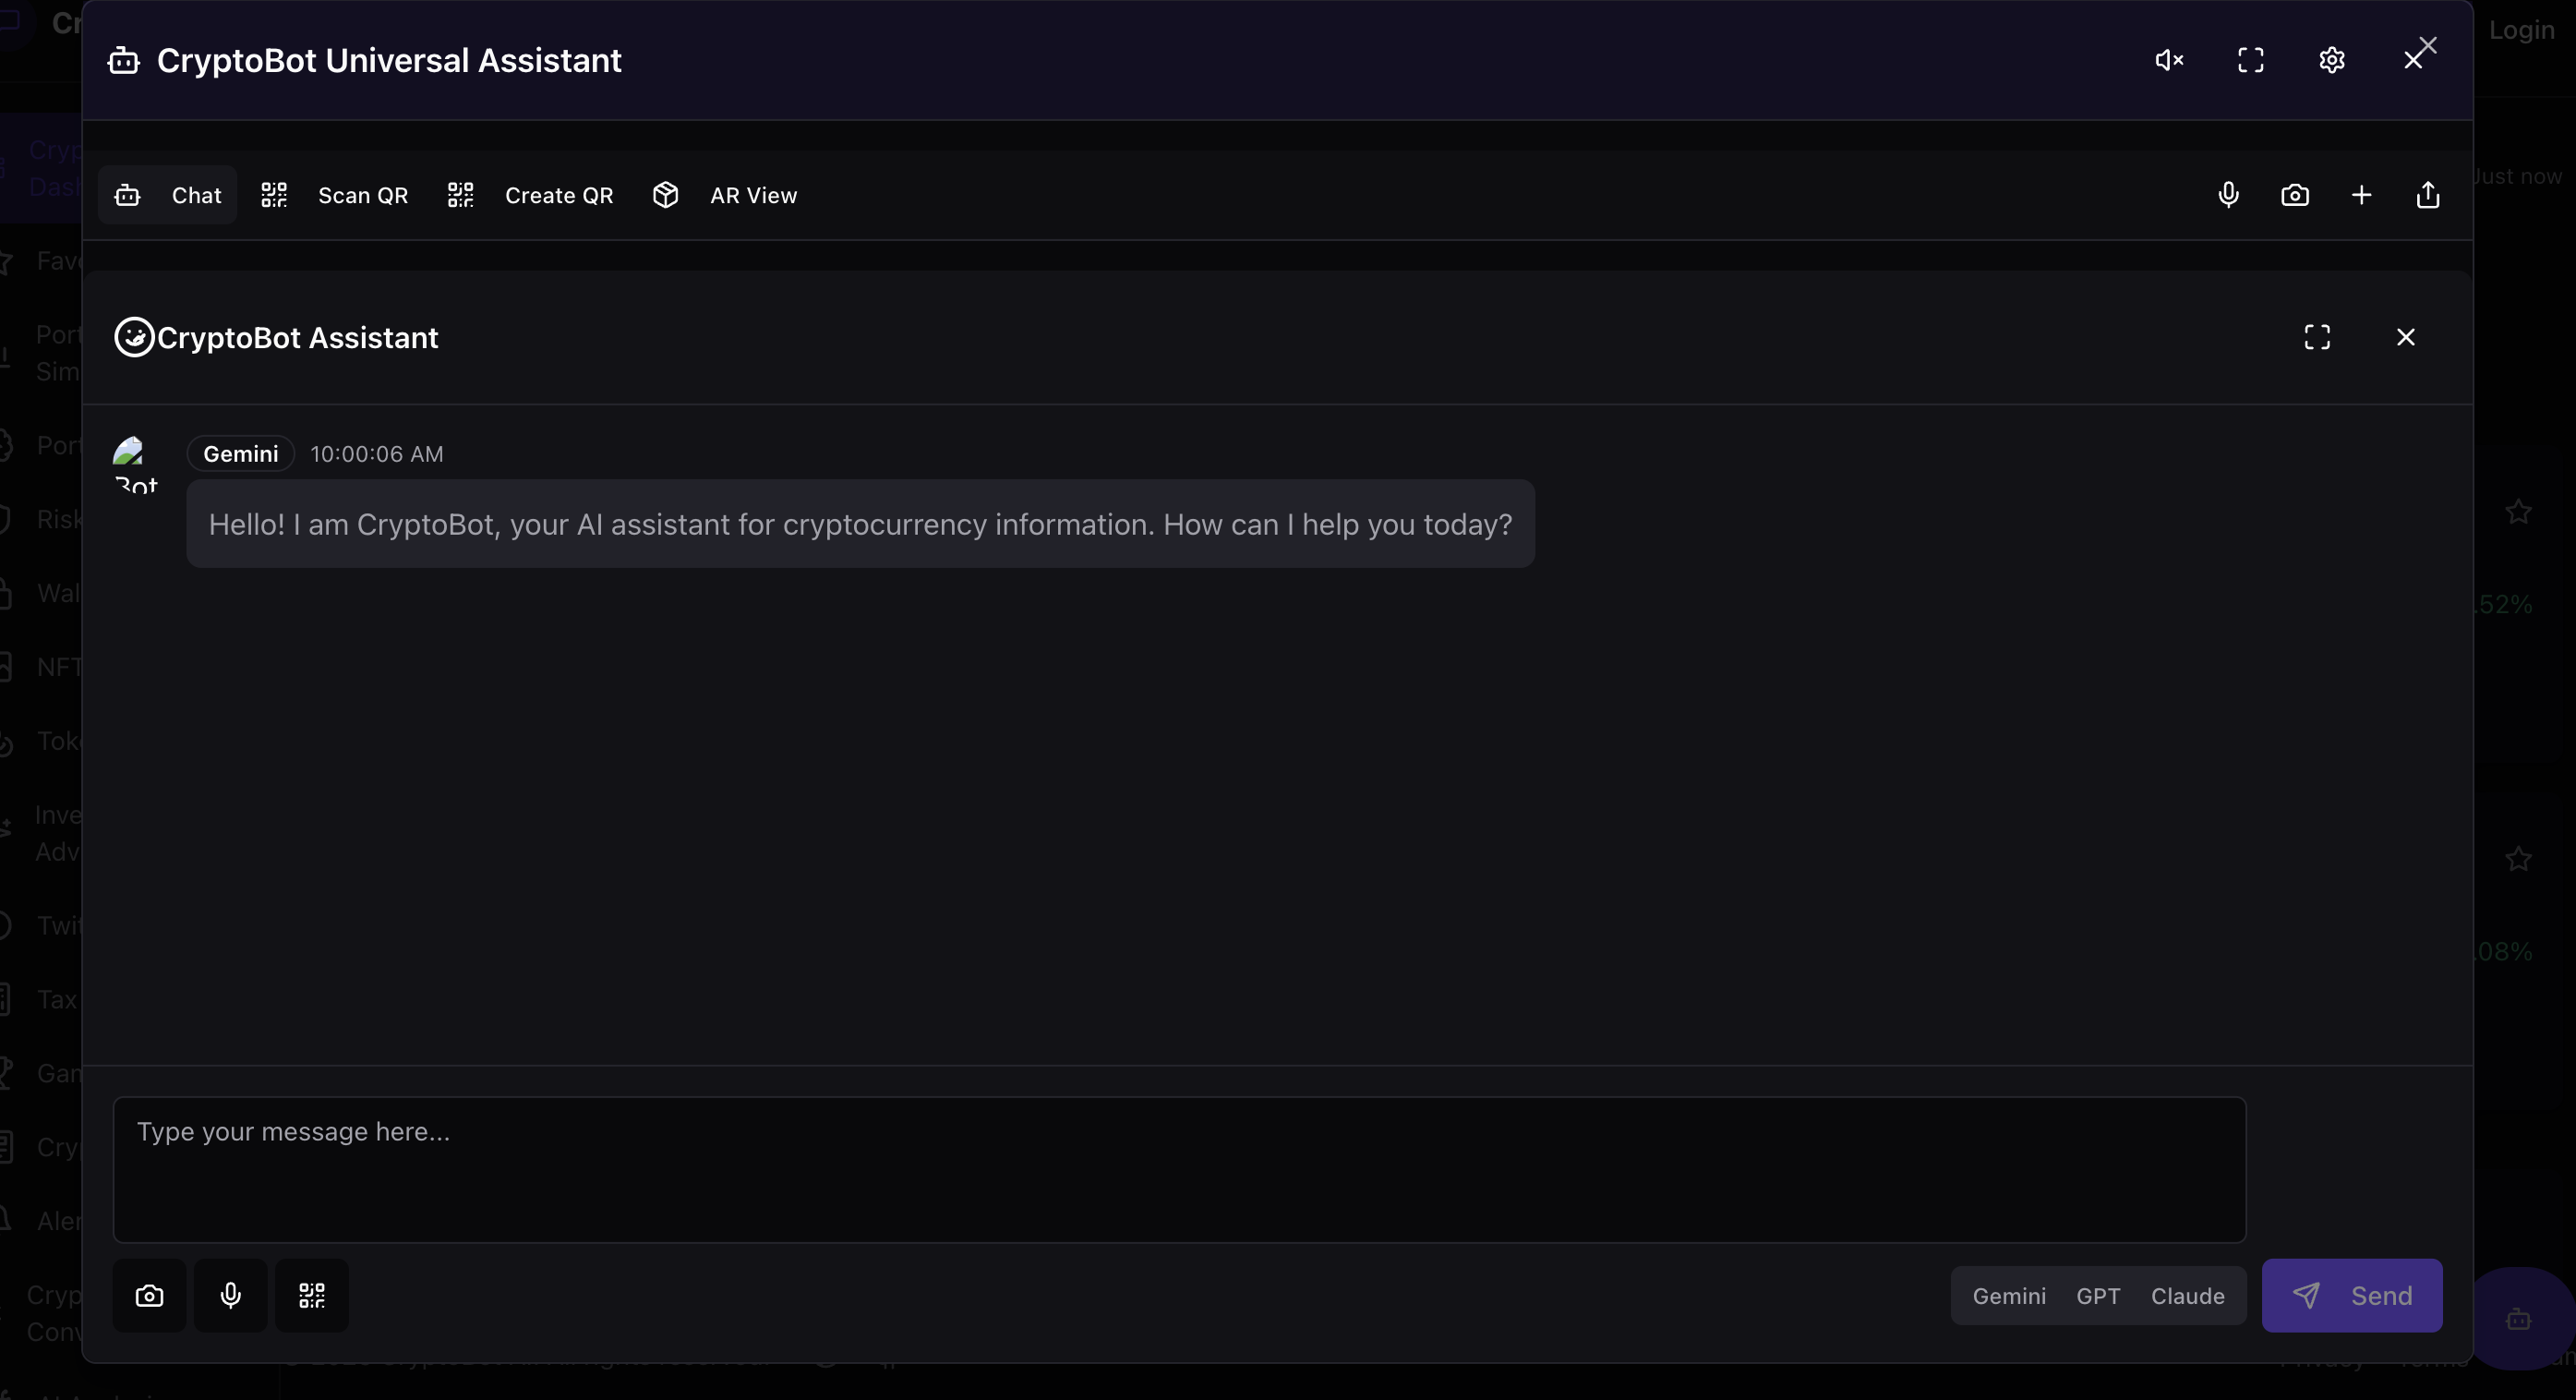 CryptoBot Universal Assistant
Login
Chat
Scan QR
Create QR
AR View
Just now
CryptoBot Assistant
Gemini
10:00:06 AM
Hello! I am CryptoBot, your AI assistant for cryptocurrency information. How can I help you today?
.52%
.08%
Tax
Type your message here...
Gemini
GPT
Claude
Send